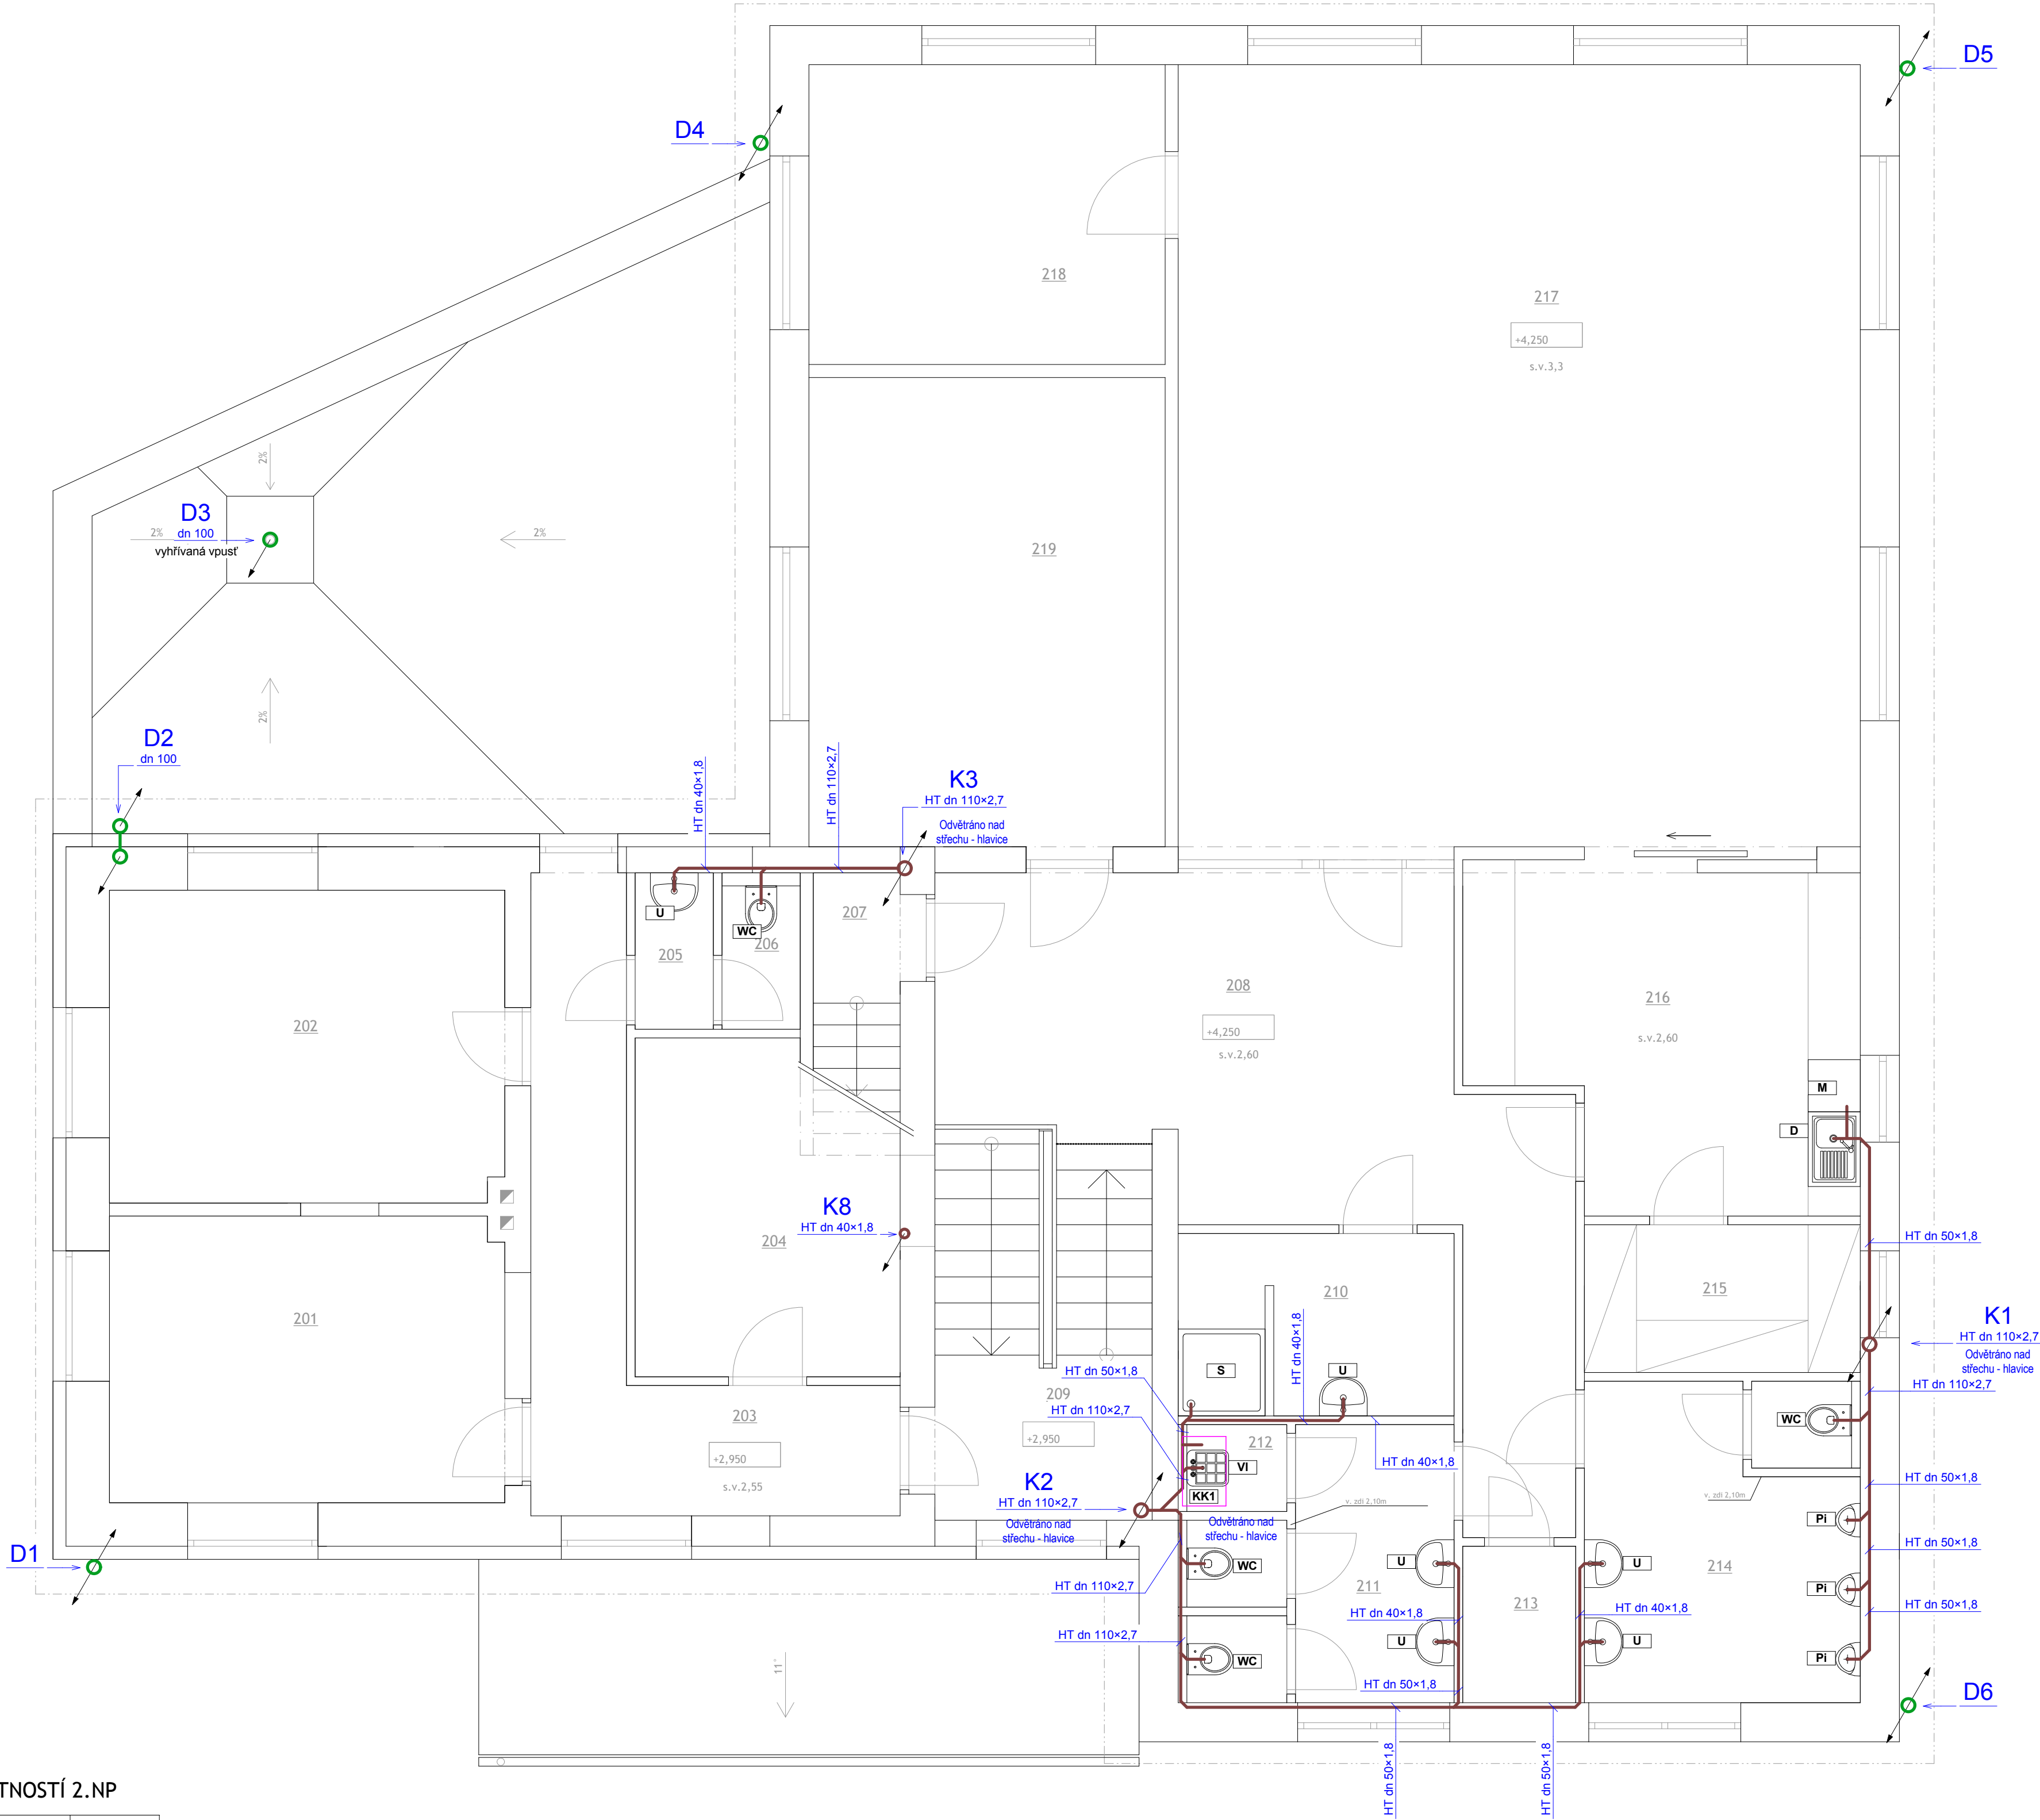 D5
D4
218
217
+4,250
s.v.3,3
2%
D3
dn 100
vyhřívaná vpusť
2%
2%
219
2%
D2
dn 100
HT dn 40×1,8
HT dn 110×2,7
K3
HT dn 110×2,7
Odvětráno nad
střechu - hlavice
U
WC
207
206
205
208
+4,250
s.v.2,60
216
s.v.2,60
202
M
D
K8
HT dn 40×1,8
204
HT dn 50×1,8
215
210
201
K1
HT dn 110×2,7
Odvětráno nad
střechu - hlavice
HT dn 110×2,7
HT dn 40×1,8
HT dn 50×1,8
S
U
209
HT dn 110×2,7
203
+2,950
s.v.2,55
+2,950
212
VI
KK1
HT dn 40×1,8
WC
K2
HT dn 110×2,7
Odvětráno nad
střechu - hlavice
Odvětráno nad
střechu - hlavice
v. zdi 2,10m
v. zdi 2,10m
HT dn 50×1,8
Pi
HT dn 50×1,8
D1
WC
U
U
214
211
HT dn 110×2,7
Pi
HT dn 50×1,8
213
HT dn 40×1,8
HT dn 40×1,8
HT dn 110×2,7
WC
U
U
Pi
11°
HT dn 50×1,8
D6
HT dn 50×1,8
HT dn 50×1,8
TNOSTÍ 2.NP